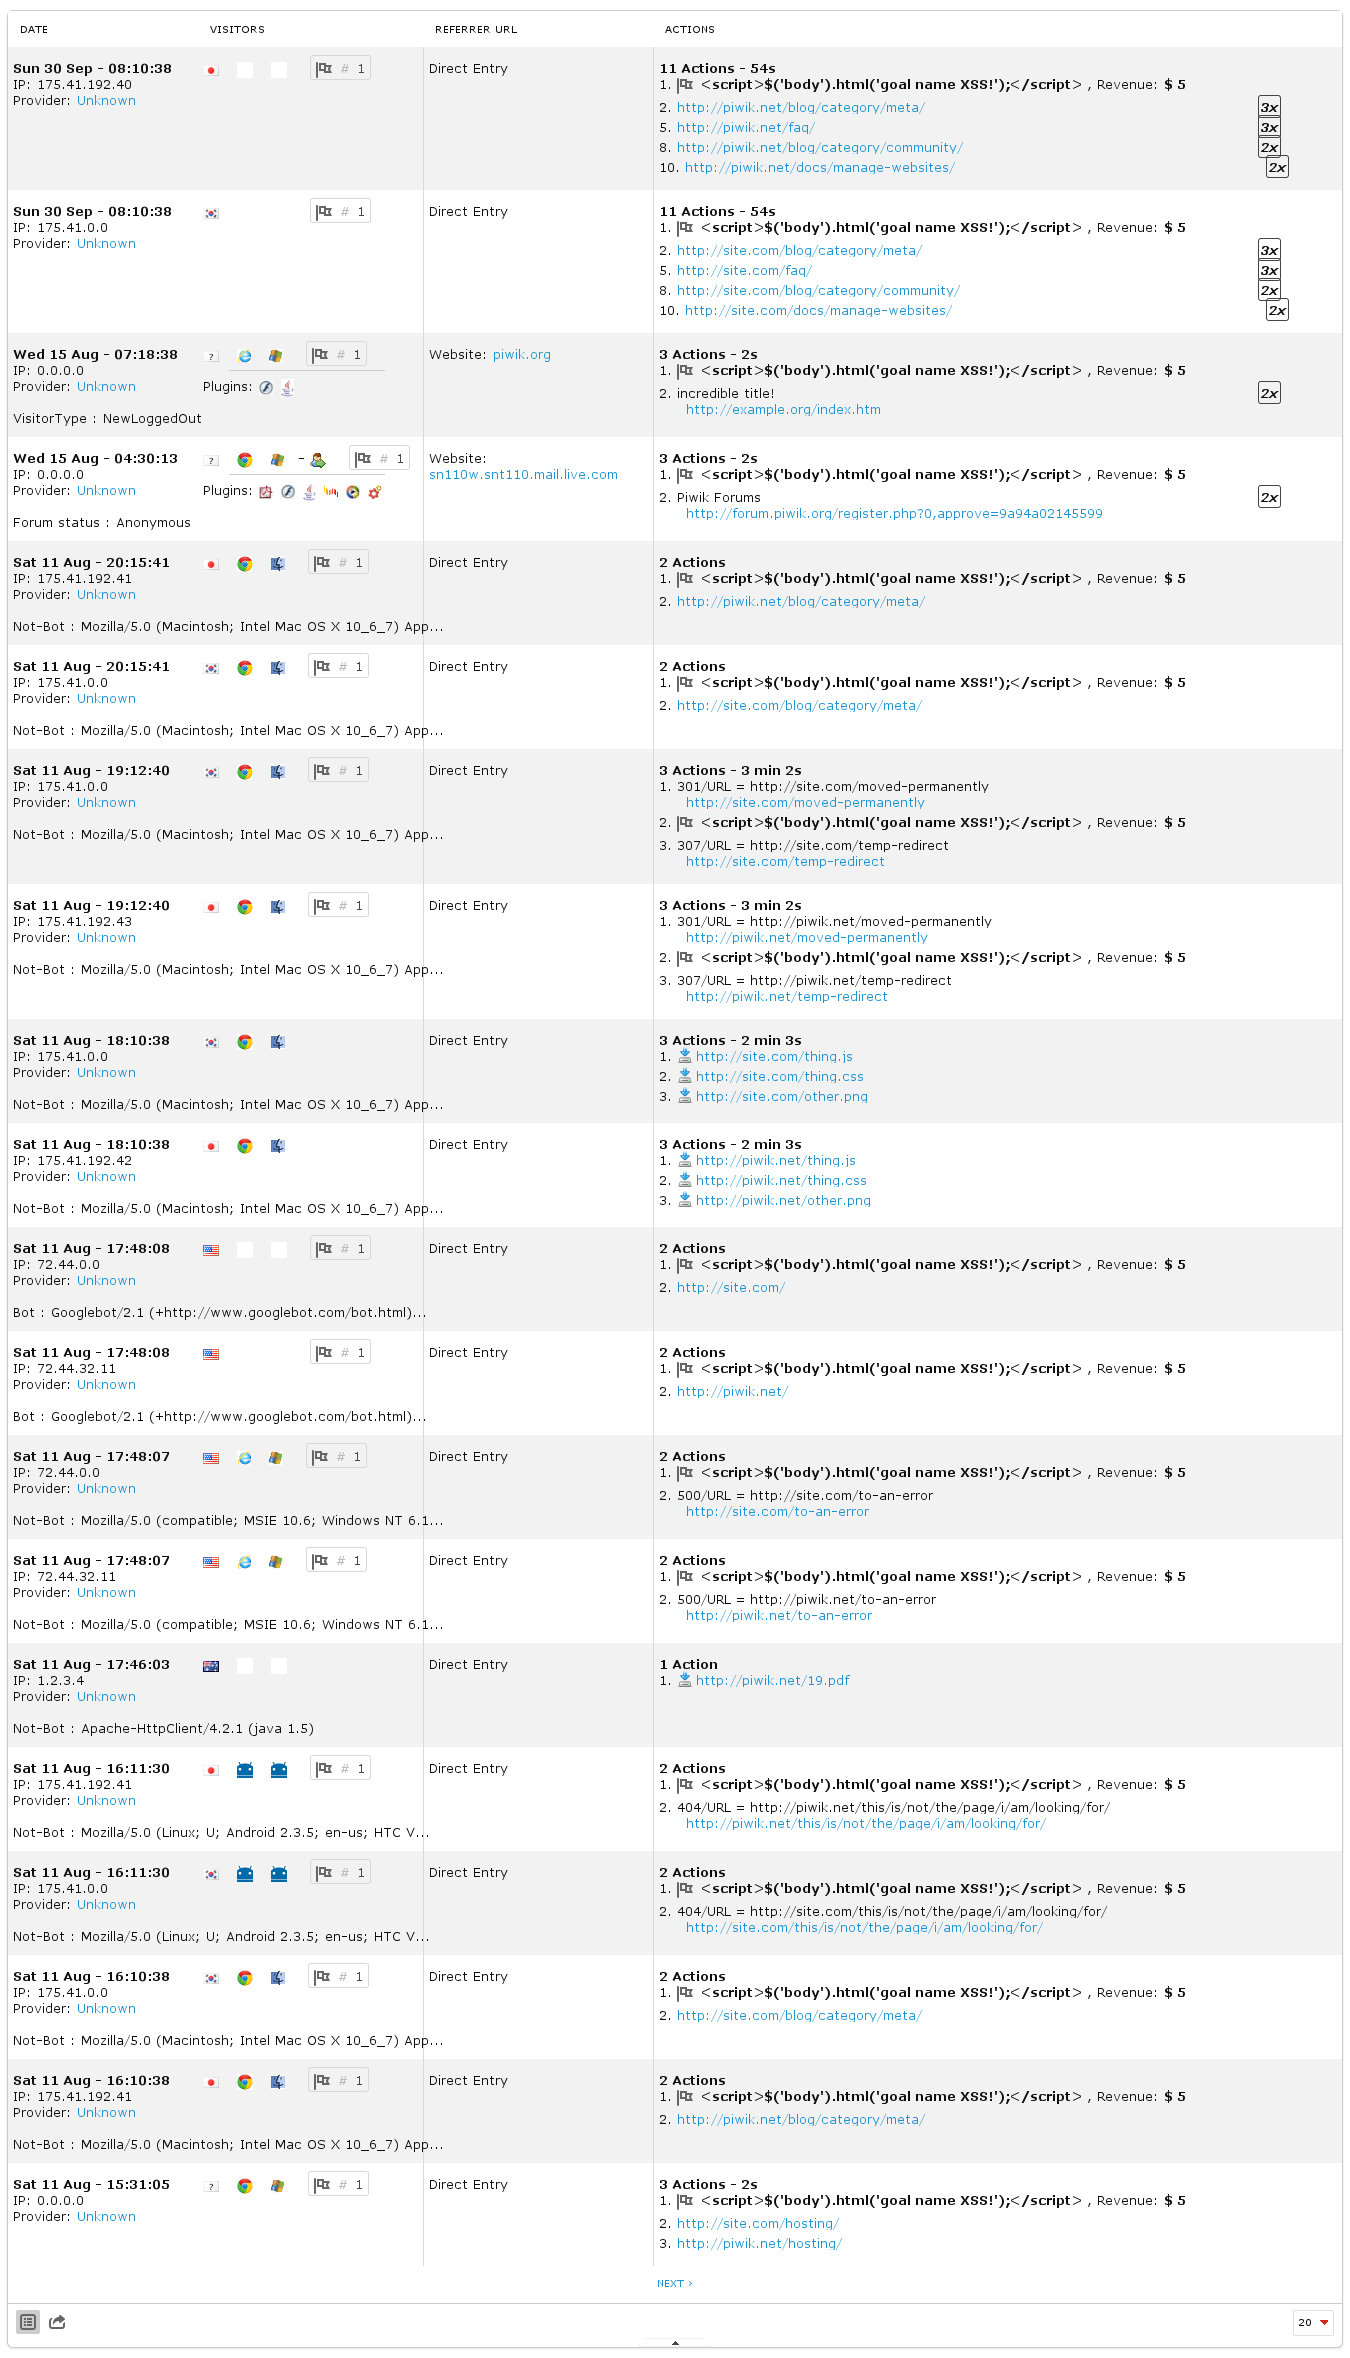 DATE VISITORS REFERRER URL ACTIONS
Sun 30 Sep - 08:10:38 # 1 Direct Entry 11 Actions - 54s
IP: 175.41.192.40 1. <script>$('body').html('goal name XSS!');</script> , Revenue: $ 5
Provider: Unknown
2. http://piwik.net/blog/category/meta/ 3x
5. http://piwik.net/faq/ 3x
8. http://piwik.net/blog/category/community/ 2x
10. http://piwik.net/docs/manage-websites/ 2x
Sun 30 Sep - 08:10:38 # 1 Direct Entry 11 Actions - 54s
IP: 175.41.0.0 1. <script>$('body').html('goal name XSS!');</script> , Revenue: $ 5
Provider: Unknown
2. http://site.com/blog/category/meta/ 3x
5. http://site.com/faq/ 3x
8. http://site.com/blog/category/community/ 2x
10. http://site.com/docs/manage-websites/ 2x
Wed 15 Aug - 07:18:38 ? # 1 Website: piwik.org 3 Actions - 2s
IP: 0.0.0.0 1. <script>$('body').html('goal name XSS!');</script> , Revenue: $ 5
Provider: Unknown Plugins:
2. incredible title! 2x
http://example.org/index.htm
VisitorType : NewLoggedOut
Wed 15 Aug - 04:30:13 ? - # 1 Website: 3 Actions - 2s
IP: 0.0.0.0 sn110w.snt110.mail.live.com 1. <script>$('body').html('goal name XSS!');</script> , Revenue: $ 5
Provider: Unknown Plugins:
2. Piwik Forums 2x
http://forum.piwik.org/register.php?0,approve=9a94a02145599
Forum status : Anonymous
Sat 11 Aug - 20:15:41 # 1 Direct Entry 2 Actions
IP: 175.41.192.41 1. <script>$('body').html('goal name XSS!');</script> , Revenue: $ 5
Provider: Unknown
2. http://piwik.net/blog/category/meta/
Not-Bot : Mozilla/5.0 (Macintosh; Intel Mac OS X 10_6_7) App...
Sat 11 Aug - 20:15:41 # 1 Direct Entry 2 Actions
IP: 175.41.0.0 1. <script>$('body').html('goal name XSS!');</script> , Revenue: $ 5
Provider: Unknown
2. http://site.com/blog/category/meta/
Not-Bot : Mozilla/5.0 (Macintosh; Intel Mac OS X 10_6_7) App...
Sat 11 Aug - 19:12:40 # 1 Direct Entry 3 Actions - 3 min 2s
IP: 175.41.0.0 1. 301/URL = http://site.com/moved-permanently
Provider: Unknown http://site.com/moved-permanently
2. <script>$('body').html('goal name XSS!');</script> , Revenue: $ 5
Not-Bot : Mozilla/5.0 (Macintosh; Intel Mac OS X 10_6_7) App...
3. 307/URL = http://site.com/temp-redirect
http://site.com/temp-redirect
Sat 11 Aug - 19:12:40 # 1 Direct Entry 3 Actions - 3 min 2s
IP: 175.41.192.43 1. 301/URL = http://piwik.net/moved-permanently
Provider: Unknown http://piwik.net/moved-permanently
2. <script>$('body').html('goal name XSS!');</script> , Revenue: $ 5
Not-Bot : Mozilla/5.0 (Macintosh; Intel Mac OS X 10_6_7) App...
3. 307/URL = http://piwik.net/temp-redirect
http://piwik.net/temp-redirect
Sat 11 Aug - 18:10:38 Direct Entry 3 Actions - 2 min 3s
IP: 175.41.0.0 1. http://site.com/thing.js
Provider: Unknown 2. http://site.com/thing.css
3. http://site.com/other.png
Not-Bot : Mozilla/5.0 (Macintosh; Intel Mac OS X 10_6_7) App...
Sat 11 Aug - 18:10:38 Direct Entry 3 Actions - 2 min 3s
IP: 175.41.192.42 1. http://piwik.net/thing.js
Provider: Unknown 2. http://piwik.net/thing.css
3. http://piwik.net/other.png
Not-Bot : Mozilla/5.0 (Macintosh; Intel Mac OS X 10_6_7) App...
Sat 11 Aug - 17:48:08 # 1 Direct Entry 2 Actions
IP: 72.44.0.0 1. <script>$('body').html('goal name XSS!');</script> , Revenue: $ 5
Provider: Unknown
2. http://site.com/
Bot : Googlebot/2.1 (+http://www.googlebot.com/bot.html)...
Sat 11 Aug - 17:48:08 # 1 Direct Entry 2 Actions
IP: 72.44.32.11 1. <script>$('body').html('goal name XSS!');</script> , Revenue: $ 5
Provider: Unknown
2. http://piwik.net/
Bot : Googlebot/2.1 (+http://www.googlebot.com/bot.html)...
Sat 11 Aug - 17:48:07 # 1 Direct Entry 2 Actions
IP: 72.44.0.0 1. <script>$('body').html('goal name XSS!');</script> , Revenue: $ 5
Provider: Unknown
2. 500/URL = http://site.com/to-an-error
http://site.com/to-an-error
Not-Bot : Mozilla/5.0 (compatible; MSIE 10.6; Windows NT 6.1...
Sat 11 Aug - 17:48:07 # 1 Direct Entry 2 Actions
IP: 72.44.32.11 1. <script>$('body').html('goal name XSS!');</script> , Revenue: $ 5
Provider: Unknown
2. 500/URL = http://piwik.net/to-an-error
http://piwik.net/to-an-error
Not-Bot : Mozilla/5.0 (compatible; MSIE 10.6; Windows NT 6.1...
Sat 11 Aug - 17:46:03 Direct Entry 1 Action
IP: 1.2.3.4 1. http://piwik.net/19.pdf
Provider: Unknown
Not-Bot : Apache-HttpClient/4.2.1 (java 1.5)
Sat 11 Aug - 16:11:30 # 1 Direct Entry 2 Actions
IP: 175.41.192.41 1. <script>$('body').html('goal name XSS!');</script> , Revenue: $ 5
Provider: Unknown
2. 404/URL = http://piwik.net/this/is/not/the/page/i/am/looking/for/
http://piwik.net/this/is/not/the/page/i/am/looking/for/
Not-Bot : Mozilla/5.0 (Linux; U; Android 2.3.5; en-us; HTC V...
Sat 11 Aug - 16:11:30 # 1 Direct Entry 2 Actions
IP: 175.41.0.0 1. <script>$('body').html('goal name XSS!');</script> , Revenue: $ 5
Provider: Unknown
2. 404/URL = http://site.com/this/is/not/the/page/i/am/looking/for/
http://site.com/this/is/not/the/page/i/am/looking/for/
Not-Bot : Mozilla/5.0 (Linux; U; Android 2.3.5; en-us; HTC V...
Sat 11 Aug - 16:10:38 # 1 Direct Entry 2 Actions
IP: 175.41.0.0 1. <script>$('body').html('goal name XSS!');</script> , Revenue: $ 5
Provider: Unknown
2. http://site.com/blog/category/meta/
Not-Bot : Mozilla/5.0 (Macintosh; Intel Mac OS X 10_6_7) App...
Sat 11 Aug - 16:10:38 # 1 Direct Entry 2 Actions
IP: 175.41.192.41 1. <script>$('body').html('goal name XSS!');</script> , Revenue: $ 5
Provider: Unknown
2. http://piwik.net/blog/category/meta/
Not-Bot : Mozilla/5.0 (Macintosh; Intel Mac OS X 10_6_7) App...
Sat 11 Aug - 15:31:05 ? # 1 Direct Entry 3 Actions - 2s
IP: 0.0.0.0 1. <script>$('body').html('goal name XSS!');</script> , Revenue: $ 5
Provider: Unknown
2. http://site.com/hosting/
3. http://piwik.net/hosting/
NEXT ›
20